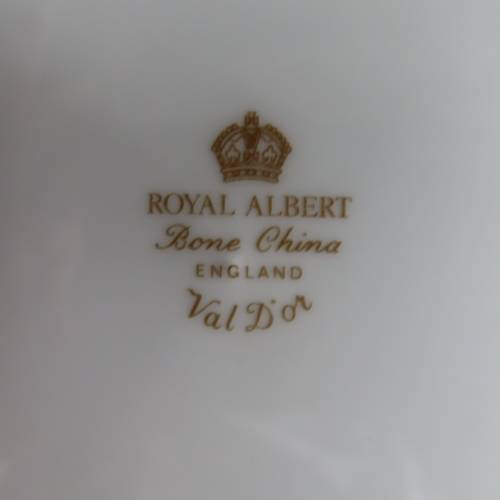 ROYAL ALBERT
Bone China
ENGLAND
Val D'or